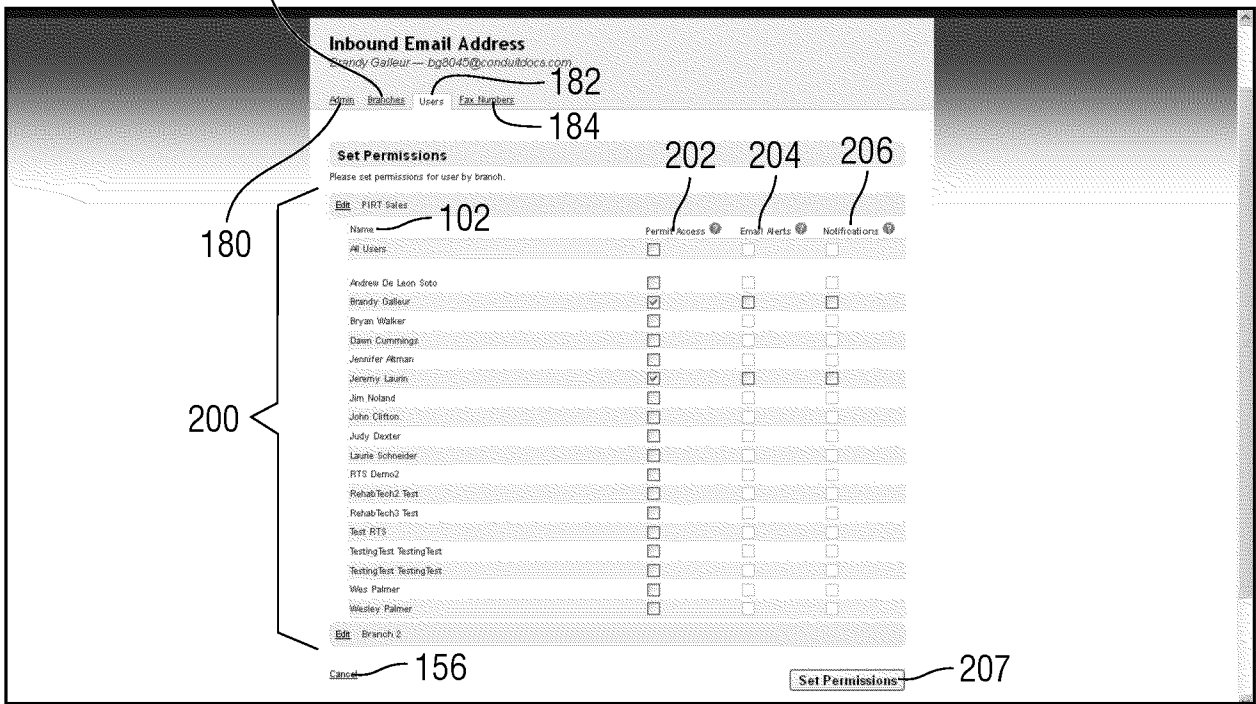 Inbound Email Address
Brandy Galleur — bg8045@conduitdocs.com
182
Admin Branches Users Fax Numbers
184
Set Permissions
202 204 206
Please set permissions for user by branch.
Edit PIRT Sales
Name 102 Permit Access ? Email Alerts ? Notifications ?
180
All Users
Andrew De Leon Soto
Brandy Galleur
Bryan Walker
Dawn Cummings
Jennifer Altman
Jeremy Laurin
Jim Noland
200
John Clifton
Judy Dexter
Laurie Schneider
RTS Demo2
RehabTech2 Test
RehabTech3 Test
Test RTS
TestingTest TestingTest
TestingTest TestingTest
Wes Palmer
Wesley Palmer
Edit Branch 2
Cancel 156
Set Permissions 207